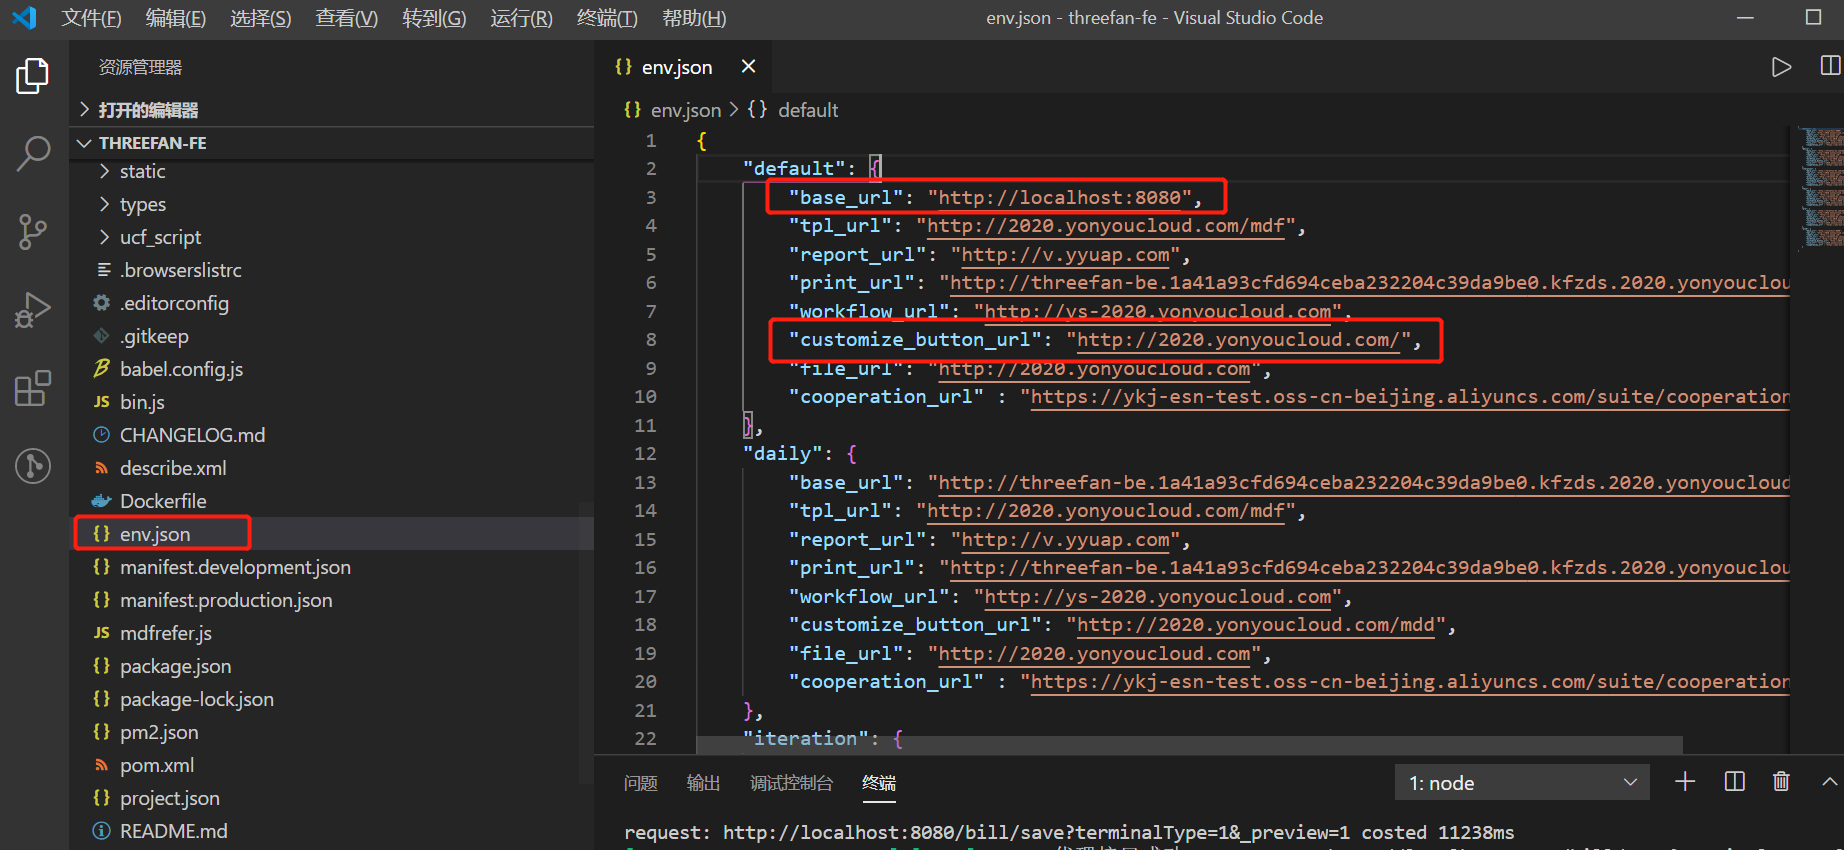 文件(F) 编辑(E) 选择(S) 查看(V) 转到(G) 运行(R) 终端(T) 帮助(H) env.json - threefan-fe - Visual Studio Code
资源管理器
打开的编辑器
THREEFAN-FE
static
types
ucf_script
.browserslistrc
.editorconfig
.gitkeep
babel.config.js
JS bin.js
CHANGELOG.md
describe.xml
Dockerfile
{} env.json
{} manifest.development.json
{} manifest.production.json
JS mdfrefer.js
{} package.json
{} package-lock.json
{} pm2.json
pom.xml
{} project.json
README.md
{} env.json
{} env.json > {} default
1 {
2 "default": {
3 "base_url": "http://localhost:8080",
4 "tpl_url": "http://2020.yonyoucloud.com/mdf",
5 "report_url": "http://v.yyuap.com",
6 "print_url": "http://threefan-be.1a41a93cfd694ceba232204c39da9be0.kfzds.2020.yonyouclou
7 "workflow_url": "http://ys-2020.yonyoucloud.com",
8 "customize_button_url": "http://2020.yonyoucloud.com/",
9 "file_url": "http://2020.yonyoucloud.com",
10 "cooperation_url" : "https://ykj-esn-test.oss-cn-beijing.aliyuncs.com/suite/cooperation
11 },
12 "daily": {
13 "base_url": "http://threefan-be.1a41a93cfd694ceba232204c39da9be0.kfzds.2020.yonyoucloud
14 "tpl_url": "http://2020.yonyoucloud.com/mdf",
15 "report_url": "http://v.yyuap.com",
16 "print_url": "http://threefan-be.1a41a93cfd694ceba232204c39da9be0.kfzds.2020.yonyouclou
17 "workflow_url": "http://ys-2020.yonyoucloud.com",
18 "customize_button_url": "http://2020.yonyoucloud.com/mdd",
19 "file_url": "http://2020.yonyoucloud.com",
20 "cooperation_url" : "https://ykj-esn-test.oss-cn-beijing.aliyuncs.com/suite/cooperation
21 },
22 "iteration": {
问题 输出 调试控制台 终端 1: node
request: http://localhost:8080/bill/save?terminalType=1&_preview=1 costed 11238ms